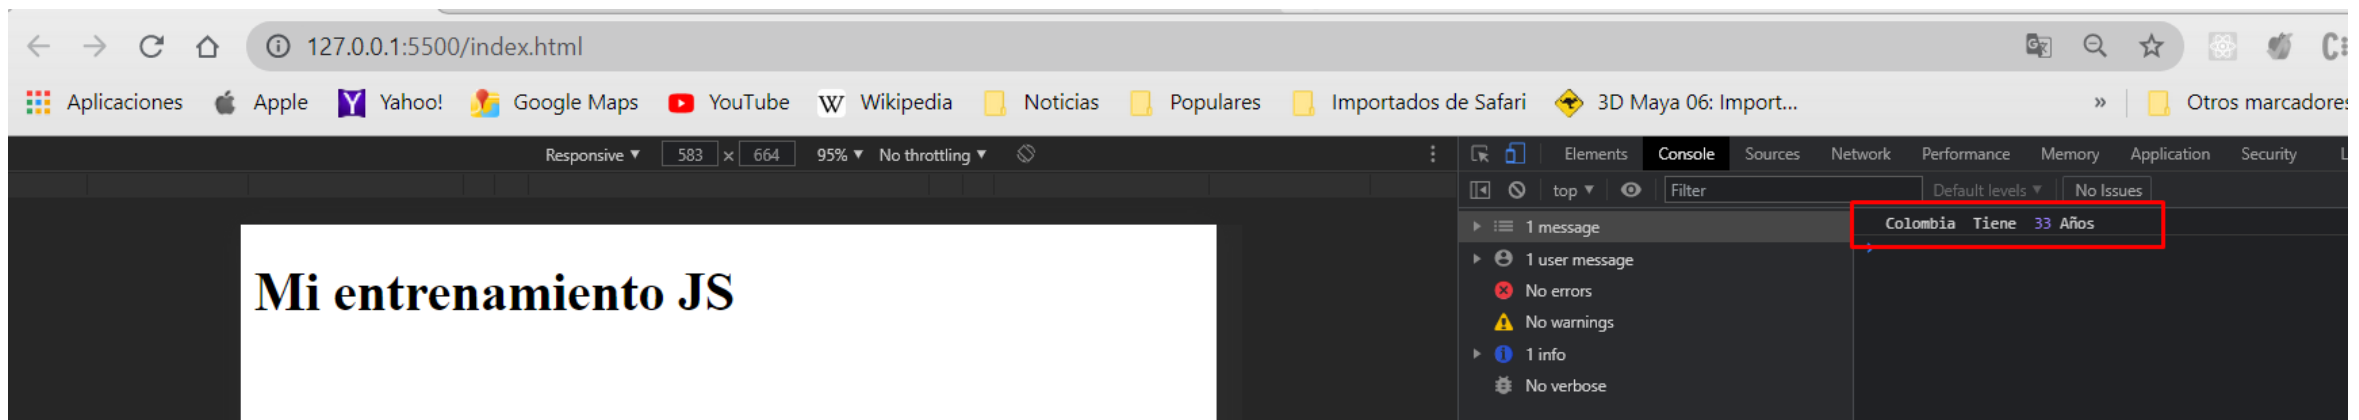 127.0.0.1:5500/index.html
Aplicaciones Apple Yahoo! Google Maps YouTube Wikipedia Noticias Populares Importados de Safari 3D Maya 06: Import... » Otros marcadores
Responsive 583 × 664 95% No throttling
Elements Console Sources Network Performance Memory Application Security
top Filter Default levels No Issues
1 message
Colombia Tiene 33 Años
1 user message
No errors
No warnings
1 info
No verbose
Mi entrenamiento JS